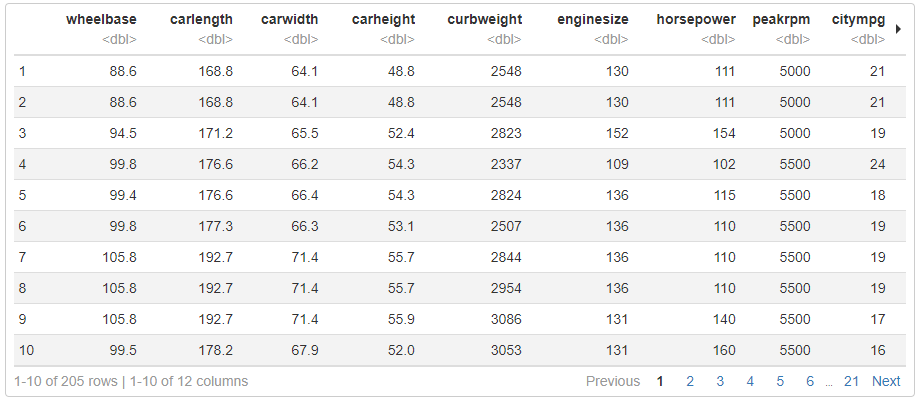 wheelbase carlength carwidth carheight curbweight enginesize horsepower peakrpm citympg
<dbl> <dbl> <dbl> <dbl> <dbl> <dbl> <dbl> <dbl> <dbl>
1 88.6 168.8 64.1 48.8 2548 130 111 5000 21
2 88.6 168.8 64.1 48.8 2548 130 111 5000 21
3 94.5 171.2 65.5 52.4 2823 152 154 5000 19
4 99.8 176.6 66.2 54.3 2337 109 102 5500 24
5 99.4 176.6 66.4 54.3 2824 136 115 5500 18
6 99.8 177.3 66.3 53.1 2507 136 110 5500 19
7 105.8 192.7 71.4 55.7 2844 136 110 5500 19
8 105.8 192.7 71.4 55.7 2954 136 110 5500 19
9 105.8 192.7 71.4 55.9 3086 131 140 5500 17
10 99.5 178.2 67.9 52.0 3053 131 160 5500 16
1-10 of 205 rows | 1-10 of 12 columns Previous 1 2 3 4 5 6 ... 21 Next